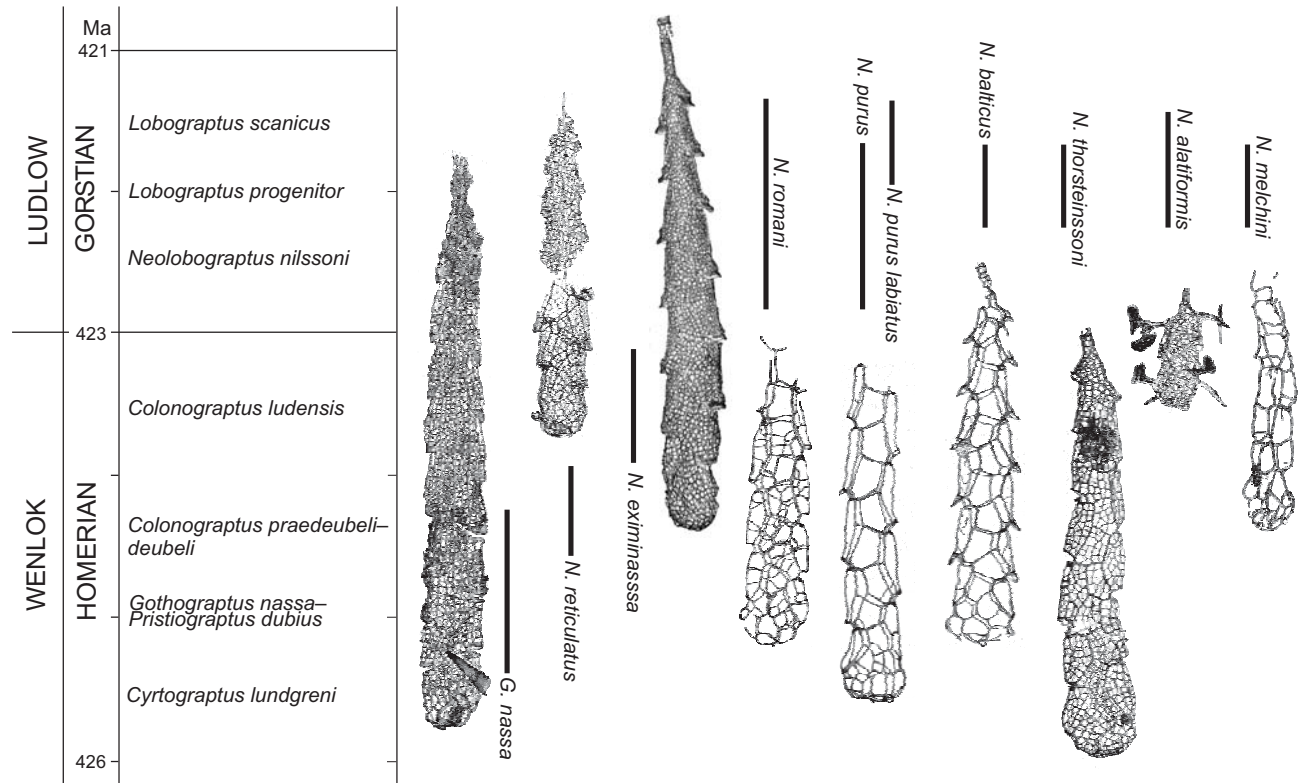 Ma
421
423
426
LUDLOW
GORSTIAN
WENLOK
HOMERIAN
Lobograptus scanicus
Lobograptus progenitor
Neolobograptus nilssoni
Colonograptus ludensis
Colonograptus praedeubeli–
deubeli
Gothograptus nassa–
Pristiograptus dubius
Cyrtograptus lundgreni
G. nassa
N. reticulatus
N. eximinasssa
N. romani
N. purus
N. purus labiatus
N. balticus
N. thorsteinssoni
N. alatiformis
N. melchini